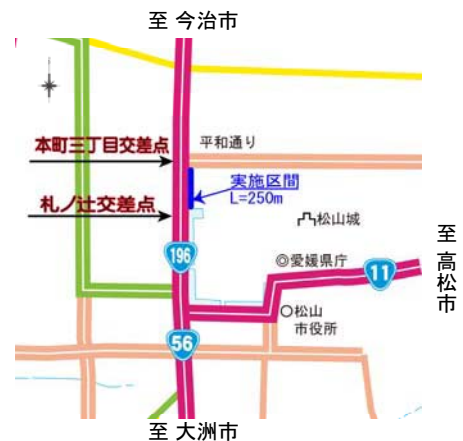 至 今治市
本町三丁目交差点
平和通り
実施区間
L=250m
札ノ辻交差点
松山城
196
◎愛媛県庁
11
至 高松市
○松山
市役所
56
至 大洲市